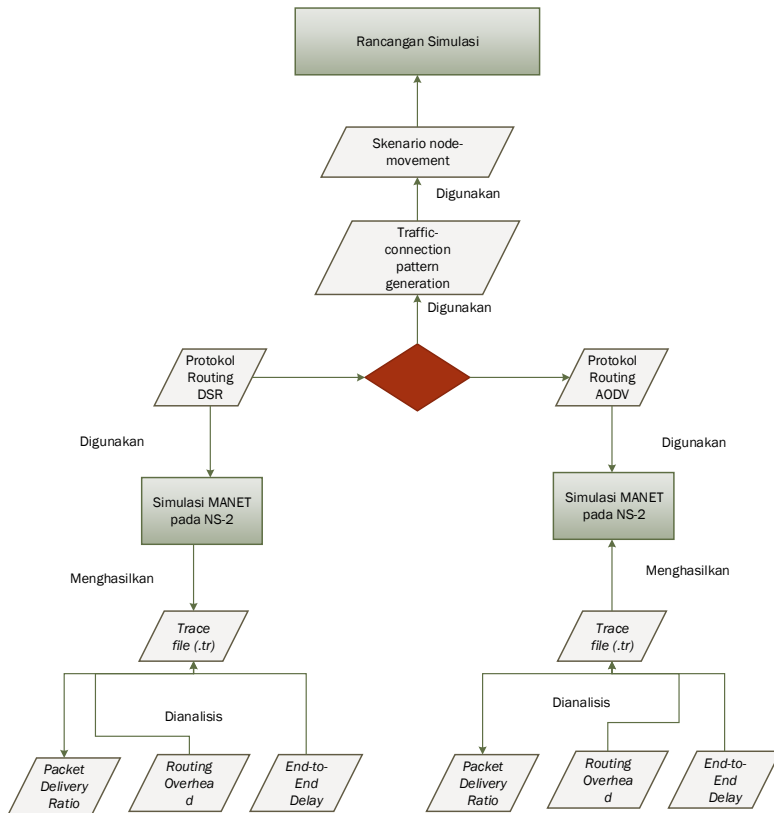 Rancangan Simulasi
Skenario node-
movement
Digunakan
Traffic-
connection
pattern
generation
Digunakan
Protokol
Routing
DSR
Protokol
Routing
AODV
Digunakan
Digunakan
Simulasi MANET
pada NS-2
Simulasi MANET
pada NS-2
Menghasilkan
Menghasilkan
Trace
file (.tr)
Trace
file (.tr)
Dianalisis
Dianalisis
Packet
Delivery
Ratio
Routing
Overhea
d
End-to-
End
Delay
Packet
Delivery
Ratio
Routing
Overhea
d
End-to-
End
Delay